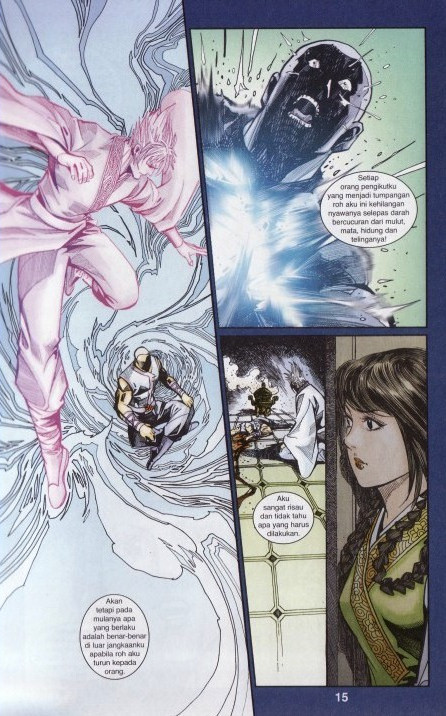 Akan
tetapi pada
mulanya apa
yang berlaku
adalah benar-benar
di luar jangkaanku
apabila roh aku
turun kepada
orang.
Setiap
orang pengikutku
yang menjadi tumpangan
roh aku ini kehilangan
nyawanya selepas darah
bercucuran dari mulut,
mata, hidung dan
telinganya!
Aku
sangat risau
dan tidak tahu
apa yang harus
dilakukan.
15